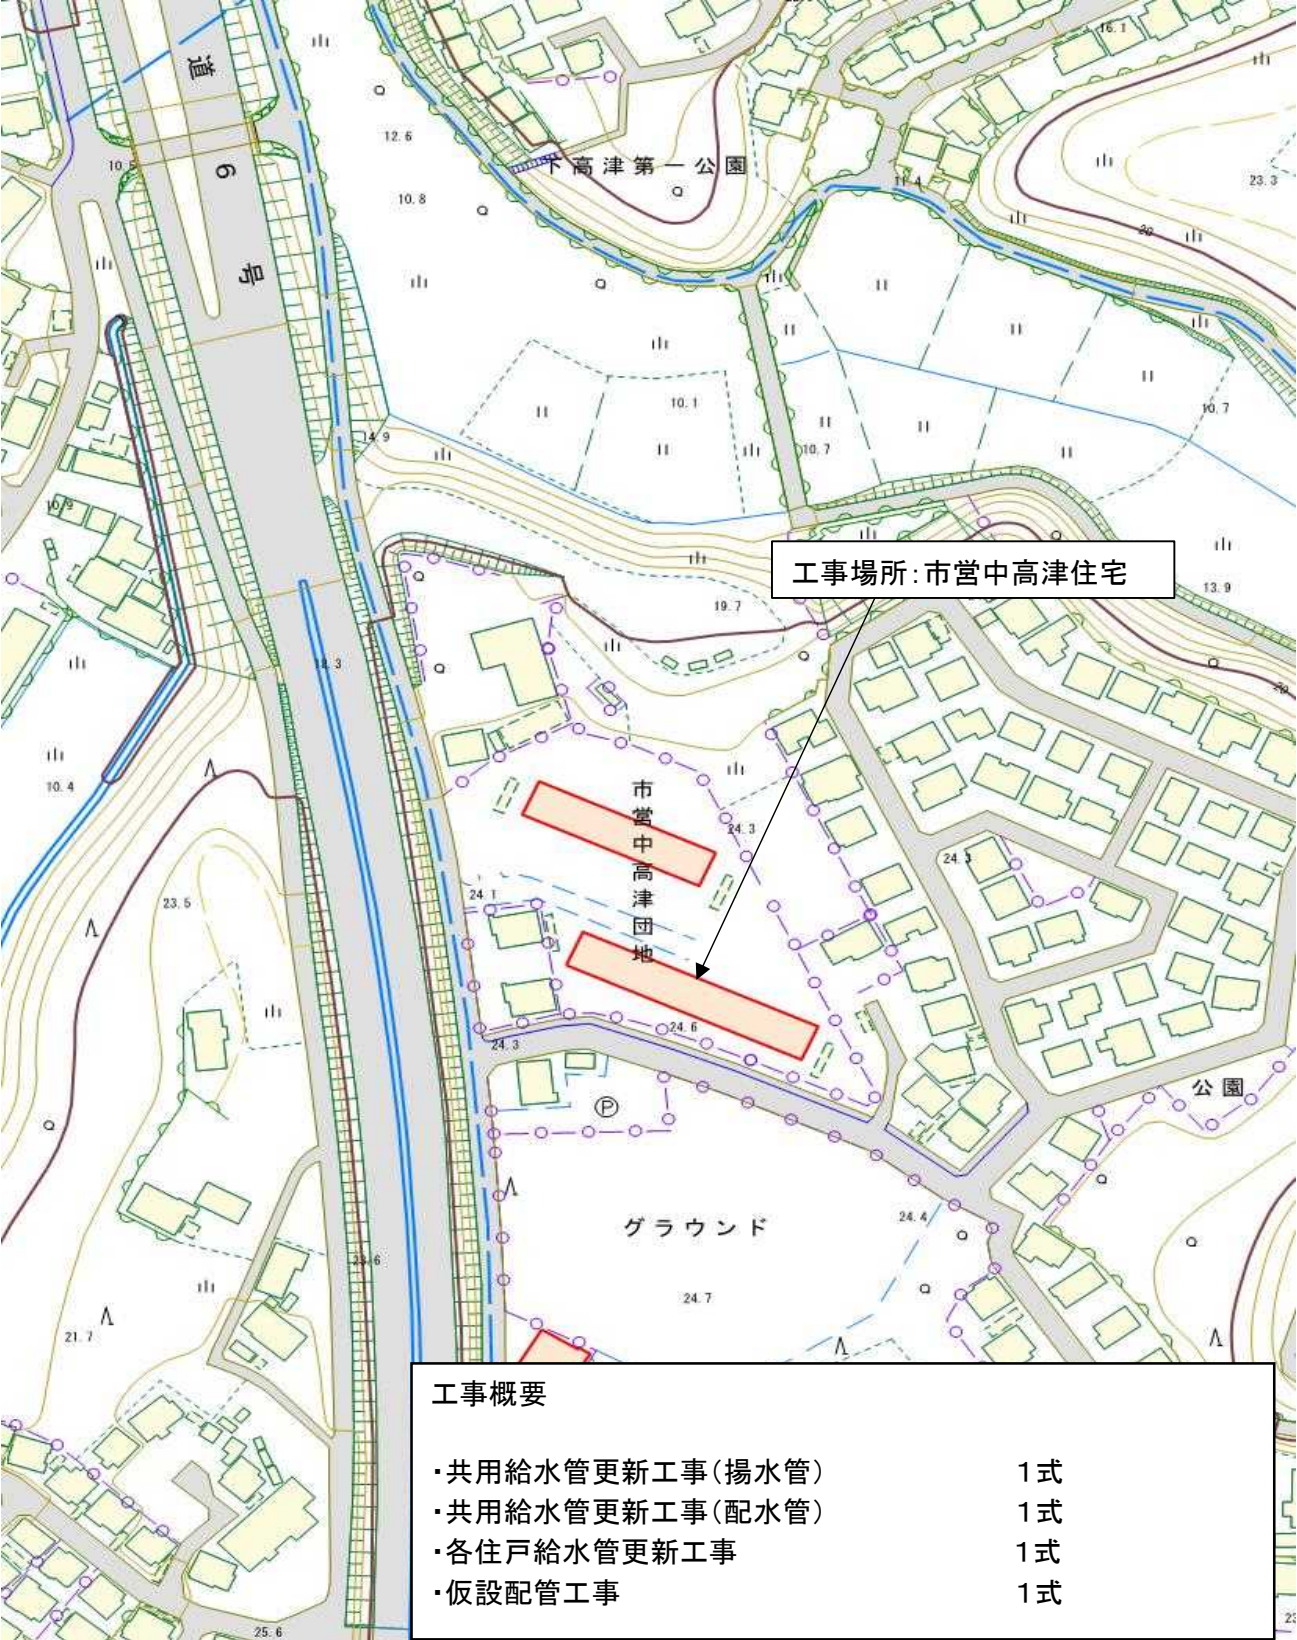 16.1
道
6
号
12.6
10.5
下高津第一公園
11.4
23.3
10.8
20
10.1
10.7
14.9
10.7
10.9
工事場所:市営中高津住宅
13.9
19.7
18.3
20
10.4
市営中高津団地
24.3
24.3
24.1
23.5
24.6
24.3
公園
Ⓟ
グラウンド
24.4
23.6
24.7
21.7
工事概要
・共用給水管更新工事(揚水管) 1式
・共用給水管更新工事(配水管) 1式
・各住戸給水管更新工事 1式
・仮設配管工事 1式
25.6